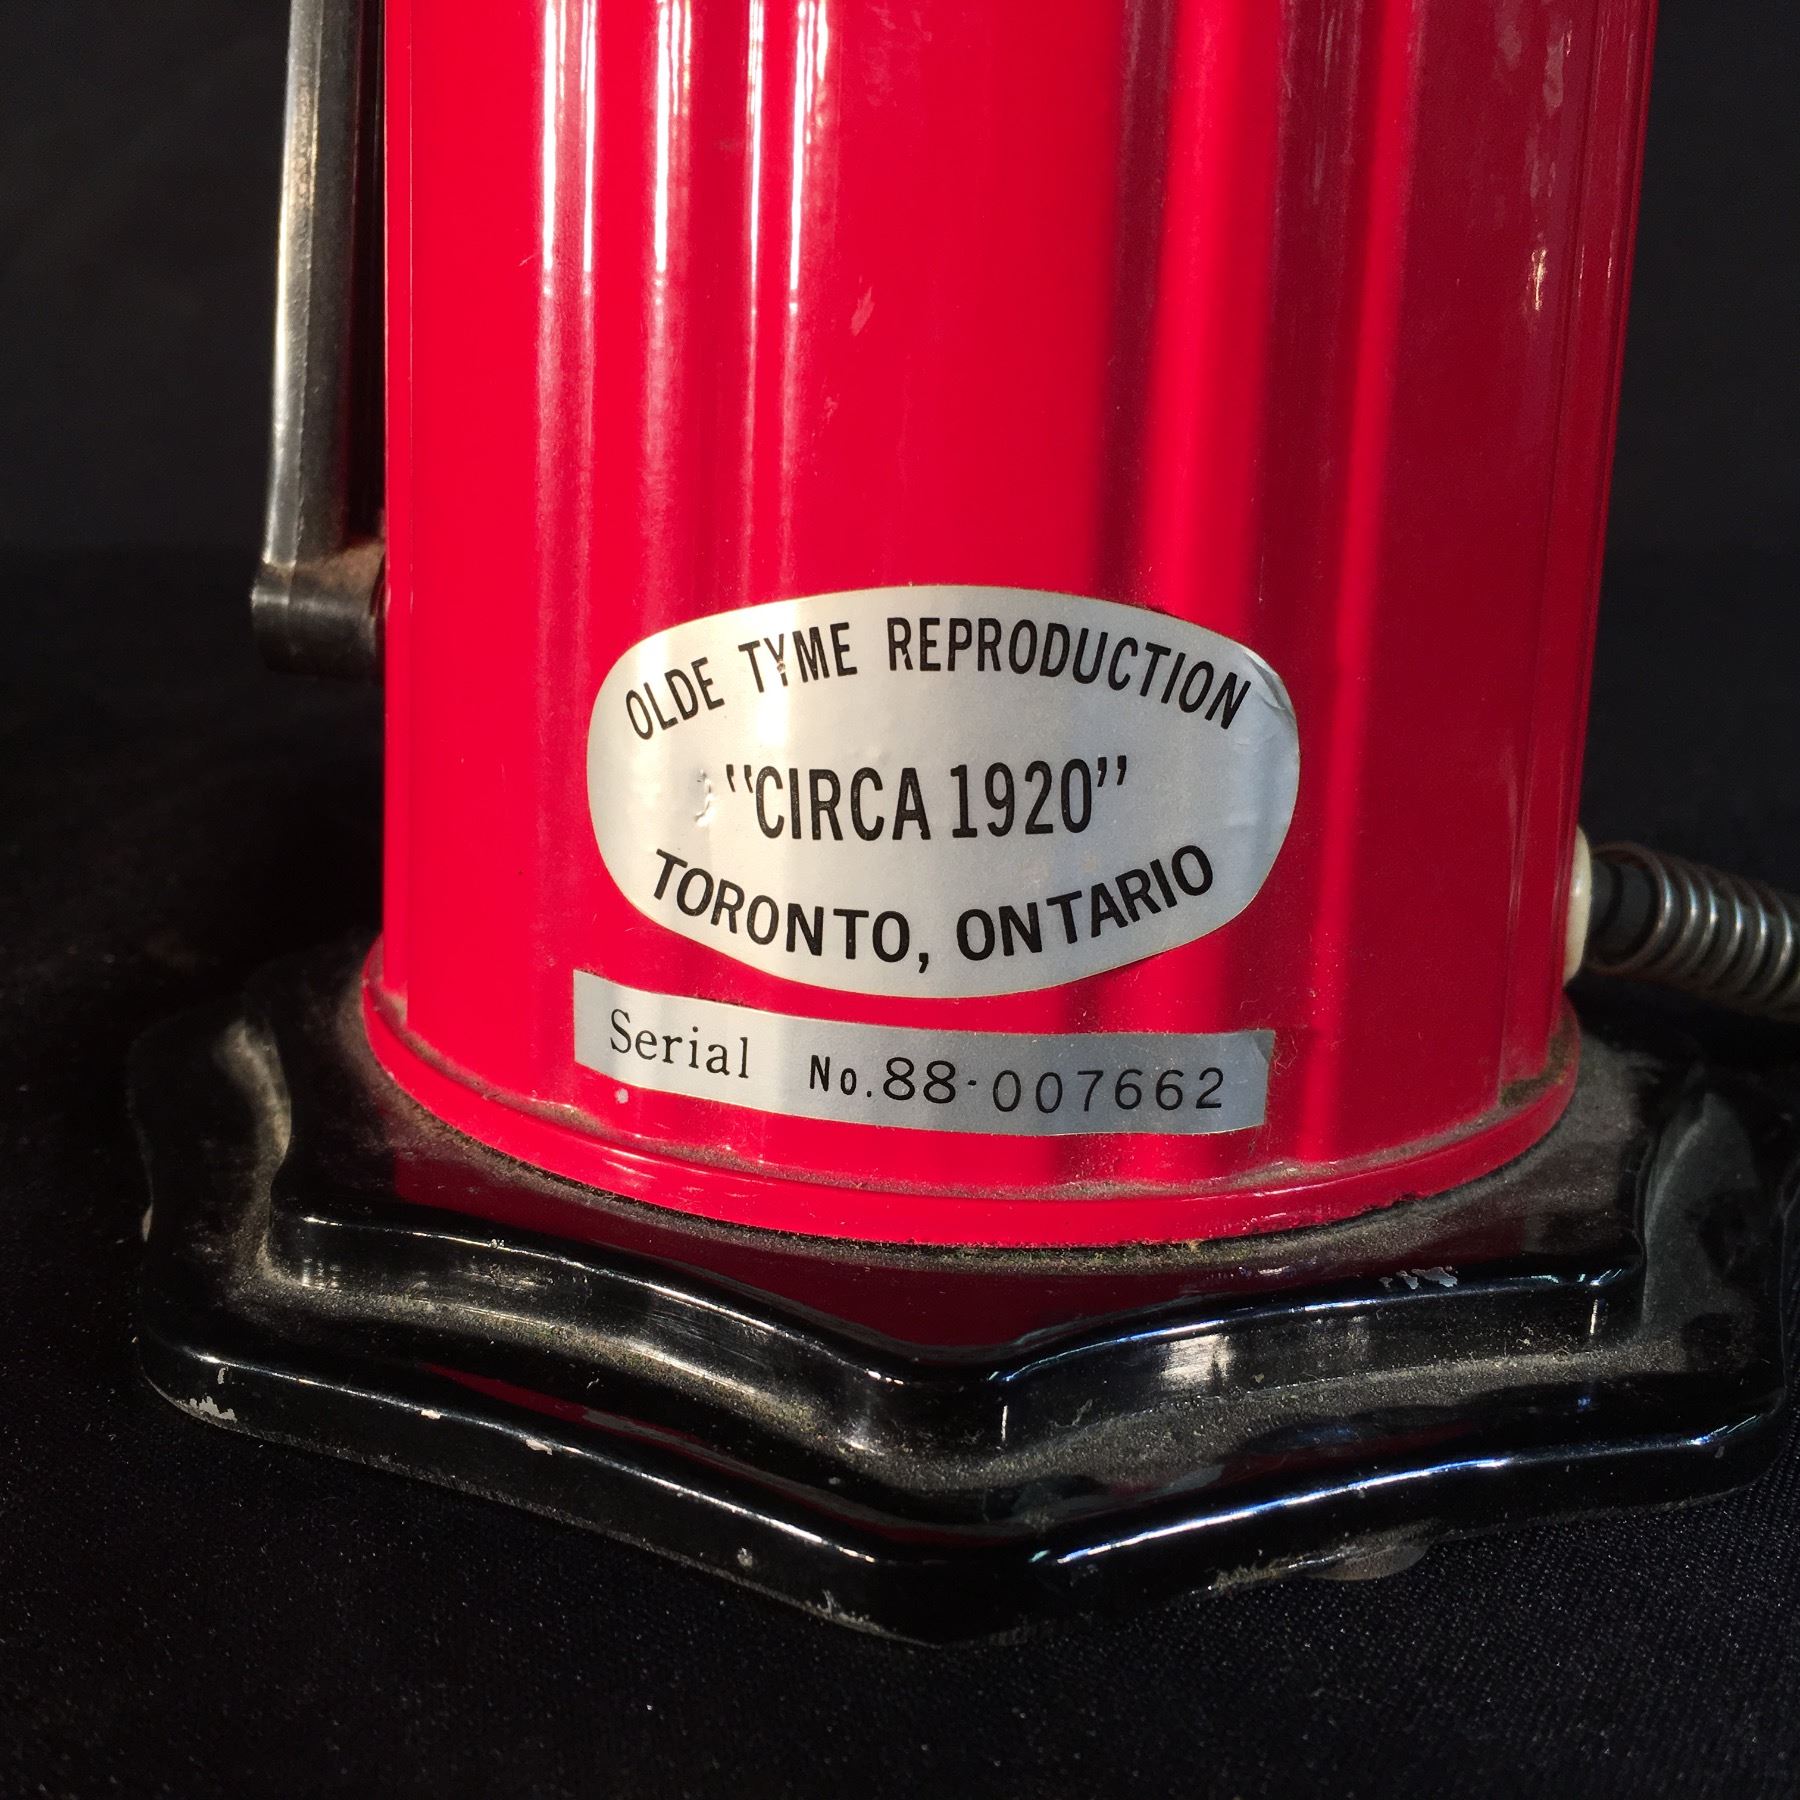 OLDE TYME REPRODUCTION
"CIRCA 1920"
TORONTO, ONTARIO
Serial No. 88-007662